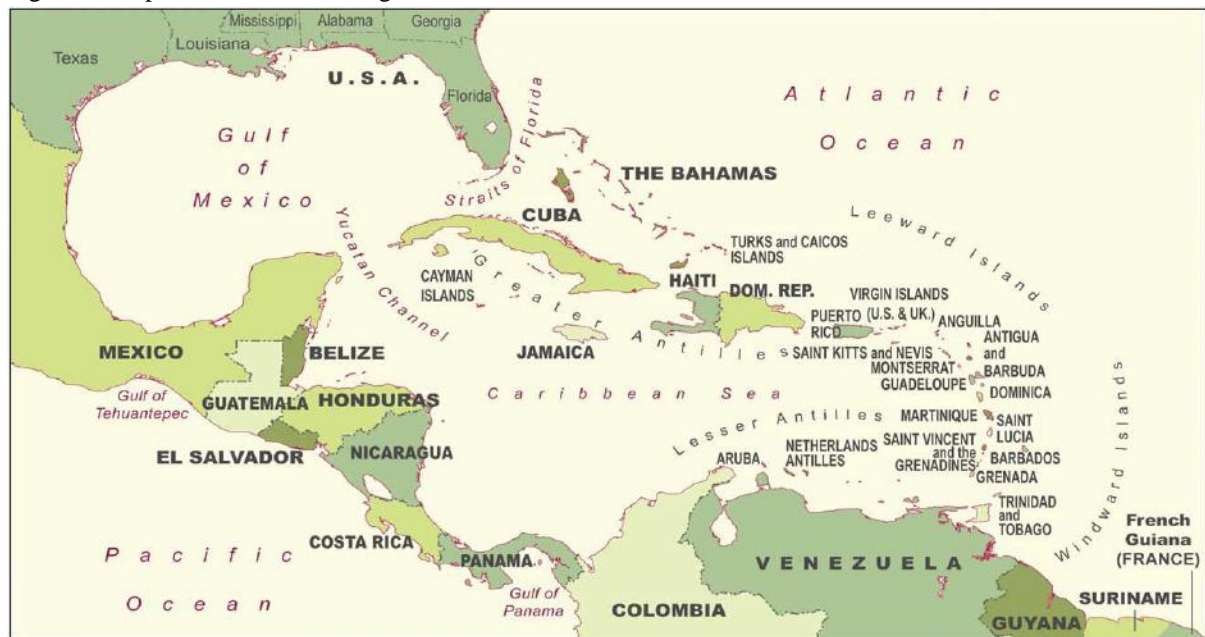 Mississippi
Alabama
Georgia
Louisiana
Texas
U.S.A.
Florida
Atlantic
Ocean
Gulf
of
Mexico
Straits of Florida
THE BAHAMAS
CUBA
Yucatan Channel
Leeward Islands
TURKS and CAICOS
ISLANDS
CAYMAN
ISLANDS
Greater Antilles
HAITI
DOM. REP.
VIRGIN ISLANDS
(U.S. & UK.)
PUERTO
RICO
ANGUILLA
ANTIGUA
and
BARBUDA
MEXICO
BELIZE
JAMAICA
SAINT KITTS and NEVIS
MONTSERRAT
GUADELOUPE
Gulf of
Tehuantepec
GUATEMALA
HONDURAS
Caribbean Sea
DOMINICA
Lesser Antilles
MARTINIQUE
SAINT
LUCIA
Windward Islands
EL SALVADOR
NICARAGUA
ARUBA
NETHERLANDS
ANTILLES
SAINT VINCENT
and the
GRENADINES
BARBADOS
GRENADA
TRINIDAD
and
TOBAGO
COSTA RICA
PANAMA
Pacific
Ocean
Gulf of
Panama
VENEZUELA
French
Guiana
(FRANCE)
COLOMBIA
SURINAME
GUYANA